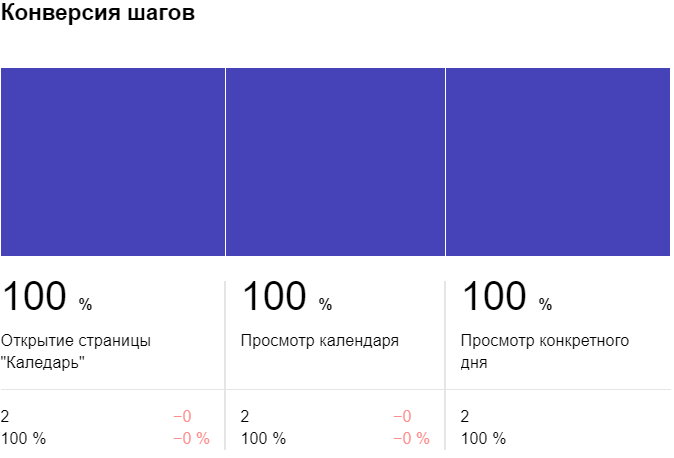 Конверсия шагов
100 %
100 %
100 %
Открытие страницы
"Каледарь"
Просмотр календаря
Просмотр конкретного
дня
2 −0
100 % −0 %
2 −0
100 % −0 %
2
100 %